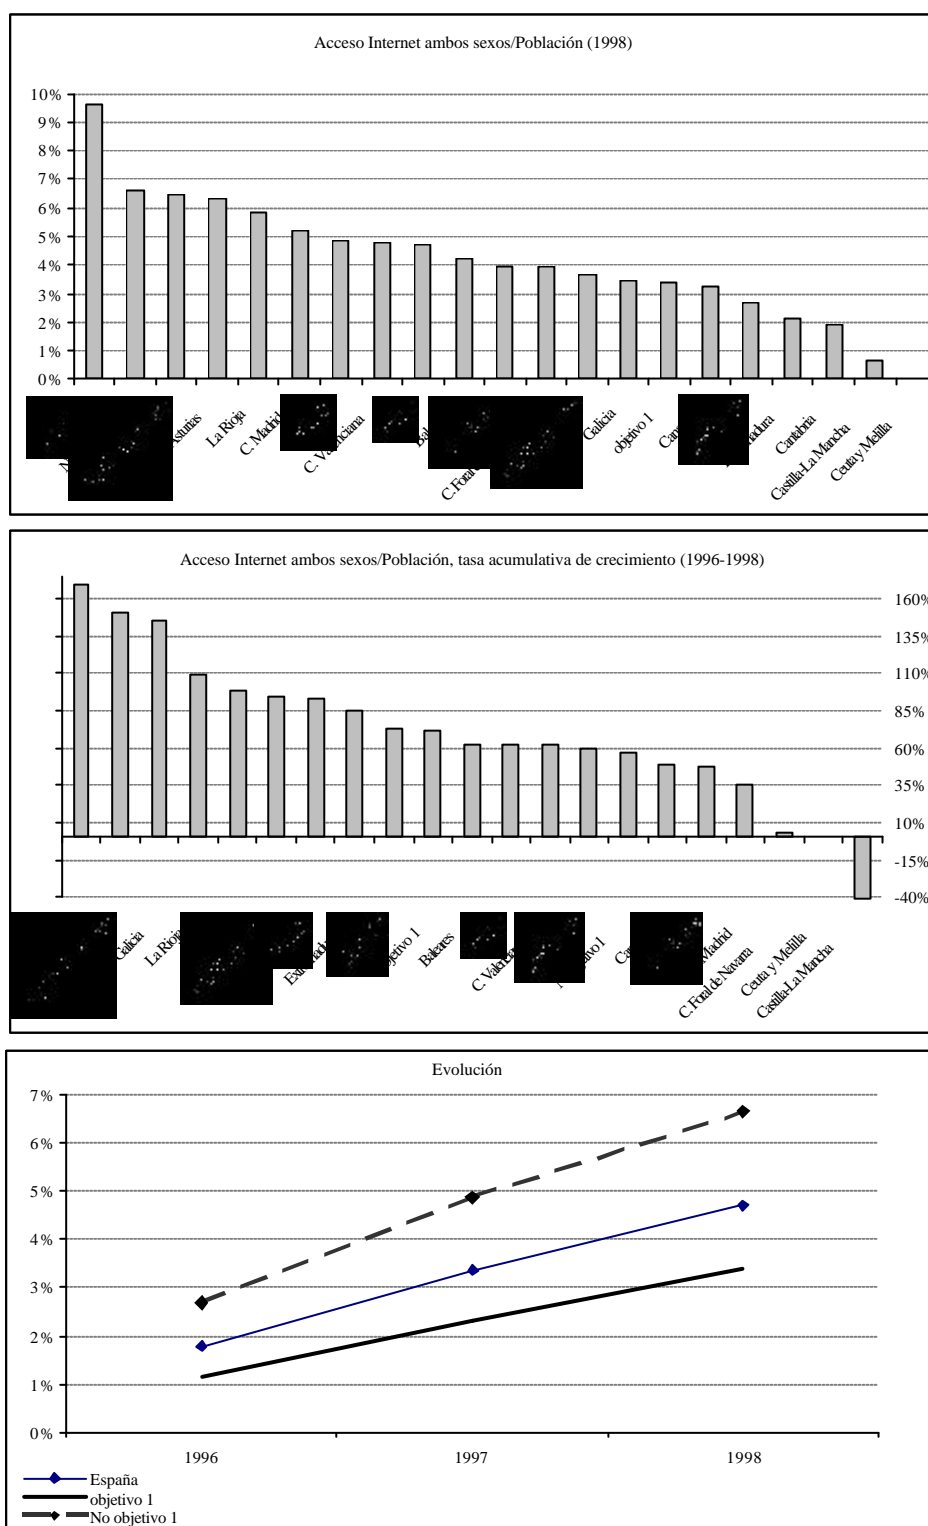 Acceso Internet ambos sexos/Población (1998)
10%
9%
8%
7%
6%
5%
4%
3%
2%
1%
0%
Asturias
La Rioja
C. Madrid
C. Valenciana
C. Foral
Galicia
objetivo 1
Cantabria
Castilla-La Mancha
Ceuta y Melilla
Acceso Internet ambos sexos/Población, tasa acumulativa de crecimiento (1996-1998)
160%
135%
110%
85%
60%
35%
10%
-15%
-40%
Galicia
La Rioja
Baleares
Madrid
C. Foral de Navarra
Ceuta y Melilla
Castilla-La Mancha
Evolución
7%
6%
5%
4%
3%
2%
1%
0%
1996 1997 1998
España
objetivo 1
No objetivo 1